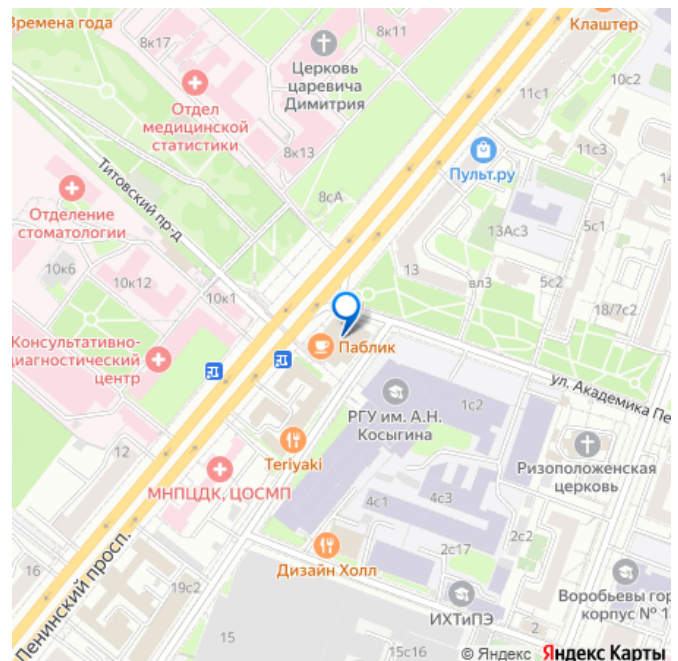 Времена года
8к17
8к11
Клаштер
Церковь
царевича
Димитрия
10с2
11с1
Отдел
медицинской
статистики
8к13
11с3
Пульт.ру
Титовский пр-д
8сА
Отделение
стоматологии
13Ас3
5с1
10к6
10к12
10к1
13
вл3
5с2
18/7с2
Консультативно-
диагностический
центр
Паблик
ул. Академика Пе
РГУ им. А.Н.
Косыгина
1с2
Teriyaki
12
МНПЦДК, ЦОСМП
Ризоположенская
церковь
4с1
4с3
2с2
2с17
Дизайн Холл
Ленинский просп.
16
19с2
Воробьевы гор
корпус № 1
ИХТиПЭ
2
15
15с16
© Яндекс Яндекс Карты